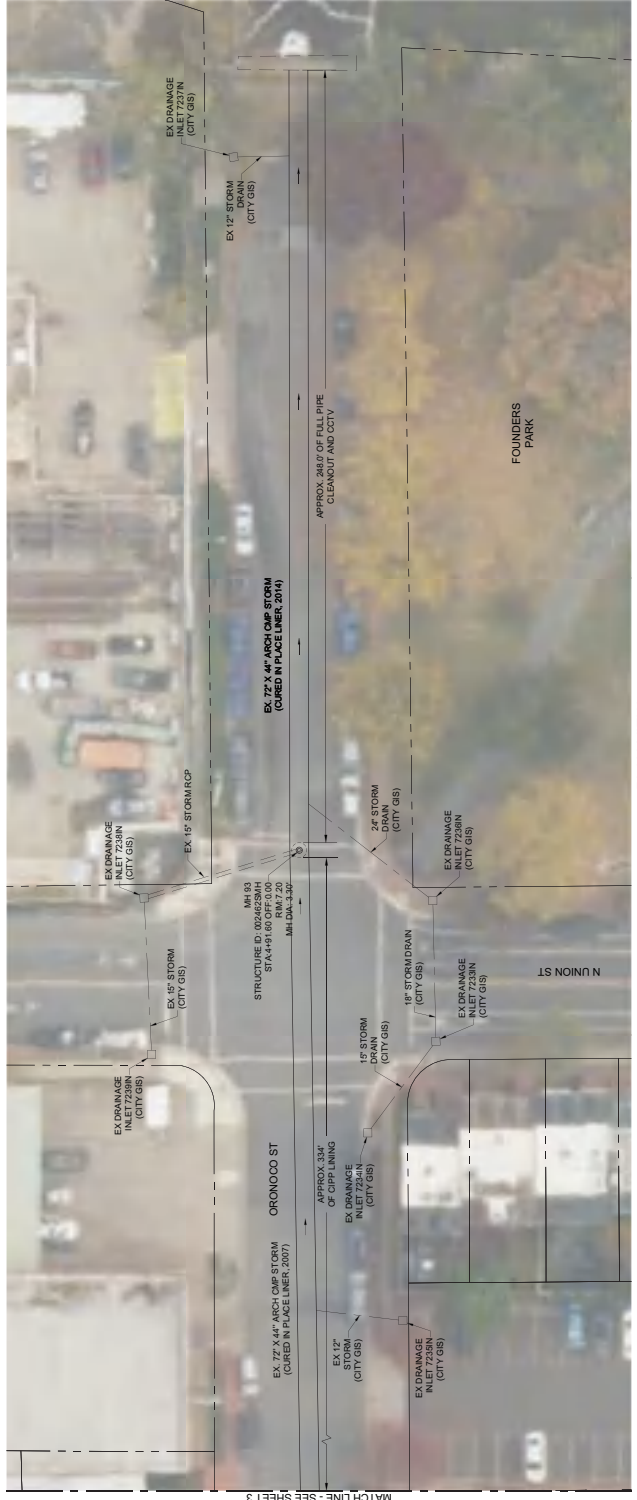 EX DRAINAGE
INLET 7237IN
(CITY GIS)
EX 12" STORM
DRAIN
(CITY GIS)
APPROX. 248.0' OF FULL PIPE
CLEANOUT AND CCTV
FOUNDERS
PARK
EX. 72" X 44" ARCH CMP STORM
(CURED IN PLACE LINER, 2014)
EX. 15" STORM RCP
EX DRAINAGE
INLET 7238IN
(CITY GIS)
MH 93
STRUCTURE ID: 002462SMH
STA:4+91.60 OFF:0.00
RIM:7.20
MH DIA: 3.30'
24" STORM
DRAIN
(CITY GIS)
EX DRAINAGE
INLET 7236IN
(CITY GIS)
EX 15" STORM
(CITY GIS)
18" STORM DRAIN
(CITY GIS)
N UNION ST
EX DRAINAGE
INLET 7233IN
(CITY GIS)
EX DRAINAGE
INLET 7239IN
(CITY GIS)
15" STORM
DRAIN
(CITY GIS)
ORONOCO ST
APPROX. 334'
OF CIPP LINING
EX DRAINAGE
INLET 7234IN
(CITY GIS)
EX. 72" X 44" ARCH CMP STORM
(CURED IN PLACE LINER, 2007)
EX 12"
STORM
(CITY GIS)
EX DRAINAGE
INLET 7235IN
(CITY GIS)
MATCH LINE - SEE SHEET 3